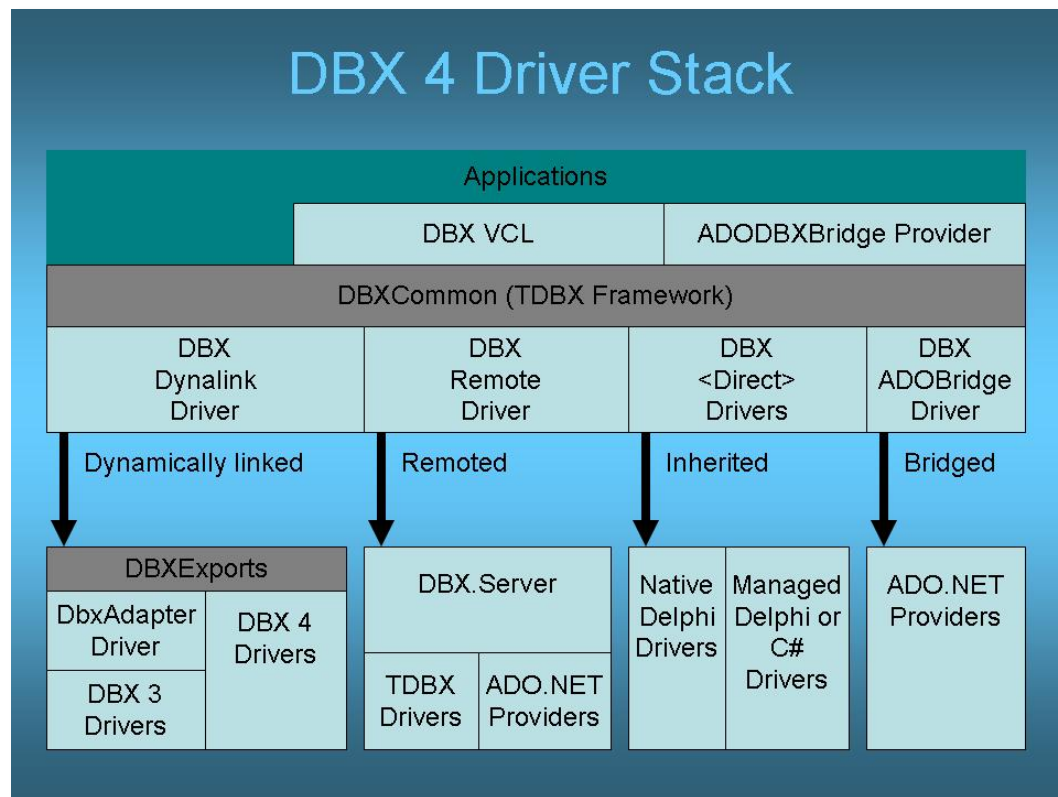 DBX 4 Driver Stack
Applications
DBX VCL
ADODBXBridge Provider
DBXCommon (TDBX Framework)
DBX
Dynalink
Driver
DBX
Remote
Driver
DBX
<Direct>
Drivers
DBX
ADOBridge
Driver
Dynamically linked
Remoted
Inherited
Bridged
DBXExports
DbxAdapter
Driver
DBX 3
Drivers
DBX 4
Drivers
DBX.Server
TDBX
Drivers
ADO.NET
Providers
Native
Delphi
Drivers
Managed
Delphi or
C#
Drivers
ADO.NET
Providers